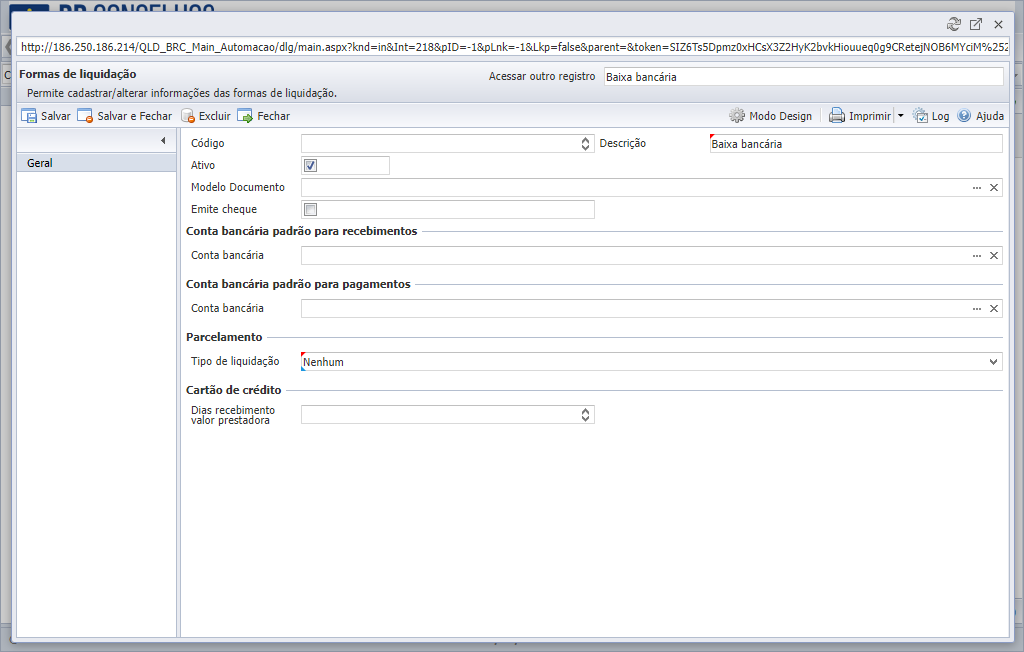 http://186.250.186.214/QLD_BRC_Main_Automacao/dlg/main.aspx?knd=in&Int=218&pID=-1&pLnk=-1&Lkp=false&parent=&token=SIZ6Ts5Dpmz0xHCsX3Z2HyK2bvkHiouueq0g9CRetejNOB6MYciM%252
Formas de liquidação
Acessar outro registro Baixa bancária
Permite cadastrar/alterar informações das formas de liquidação.
Salvar Salvar e Fechar Excluir Fechar Modo Design Imprimir Log Ajuda
Geral
Código Descrição Baixa bancária
Ativo
Modelo Documento
Emite cheque
Conta bancária padrão para recebimentos
Conta bancária
Conta bancária padrão para pagamentos
Conta bancária
Parcelamento
Tipo de liquidação Nenhum
Cartão de crédito
Dias recebimento
valor prestadora